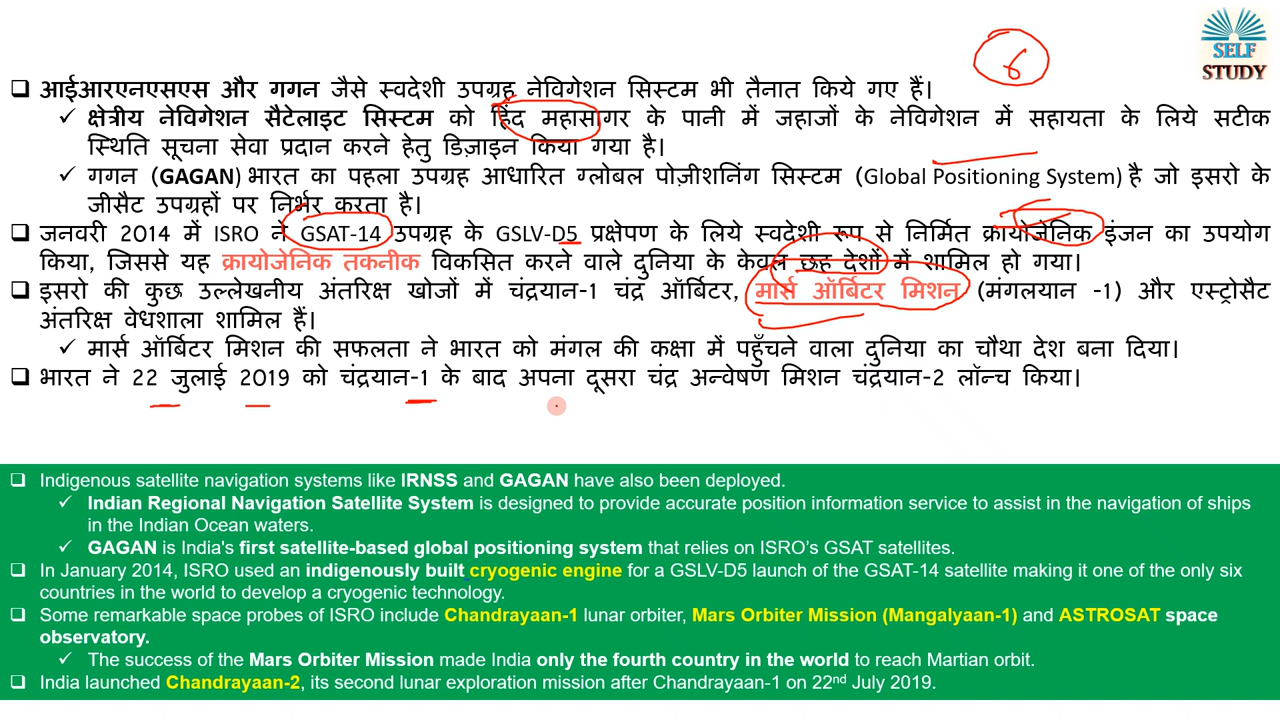 6
SELF
STUDY
❑ आईआरएनएसएस और गगन जैसे स्वदेशी उपग्रह नेविगेशन सिस्टम भी तैनात किये गए हैं।
✓ क्षेत्रीय नेविगेशन सैटेलाइट सिस्टम को हिंद महासागर के पानी में जहाजों के नेविगेशन में सहायता के लिये सटीक
स्थिति सूचना सेवा प्रदान करने हेतु डिज़ाइन किया गया है।
✓ गगन (GAGAN) भारत का पहला उपग्रह आधारित ग्लोबल पोज़ीशनिंग सिस्टम (Global Positioning System) है जो इसरो के
जीसैट उपग्रहों पर निर्भर करता है।
❑ जनवरी 2014 में ISRO ने GSAT-14 उपग्रह के GSLV-D5 प्रक्षेपण के लिये स्वदेशी रूप से निर्मित क्रायोजेनिक इंजन का उपयोग
किया, जिससे यह क्रायोजेनिक तकनीक विकसित करने वाले दुनिया के केवल छह देशों में शामिल हो गया।
❑ इसरो की कुछ उल्लेखनीय अंतरिक्ष खोजों में चंद्रयान-1 चंद्र ऑर्बिटर, मार्स ऑर्बिटर मिशन (मंगलयान -1) और एस्ट्रोसैट
अंतरिक्ष वेधशाला शामिल हैं।
✓ मार्स ऑर्बिटर मिशन की सफलता ने भारत को मंगल की कक्षा में पहुँचने वाला दुनिया का चौथा देश बना दिया।
❑ भारत ने 22 जुलाई 2019 को चंद्रयान-1 के बाद अपना दूसरा चंद्र अन्वेषण मिशन चंद्रयान-2 लॉन्च किया।
❑ Indigenous satellite navigation systems like IRNSS and GAGAN have also been deployed.
✓ Indian Regional Navigation Satellite System is designed to provide accurate position information service to assist in the navigation of ships
in the Indian Ocean waters.
✓ GAGAN is India's first satellite-based global positioning system that relies on ISRO's GSAT satellites.
❑ In January 2014, ISRO used an indigenously built cryogenic engine for a GSLV-D5 launch of the GSAT-14 satellite making it one of the only six
countries in the world to develop a cryogenic technology.
❑ Some remarkable space probes of ISRO include Chandrayaan-1 lunar orbiter, Mars Orbiter Mission (Mangalyaan-1) and ASTROSAT space
observatory.
✓ The success of the Mars Orbiter Mission made India only the fourth country in the world to reach Martian orbit.
❑ India launched Chandrayaan-2, its second lunar exploration mission after Chandrayaan-1 on 22nd July 2019.